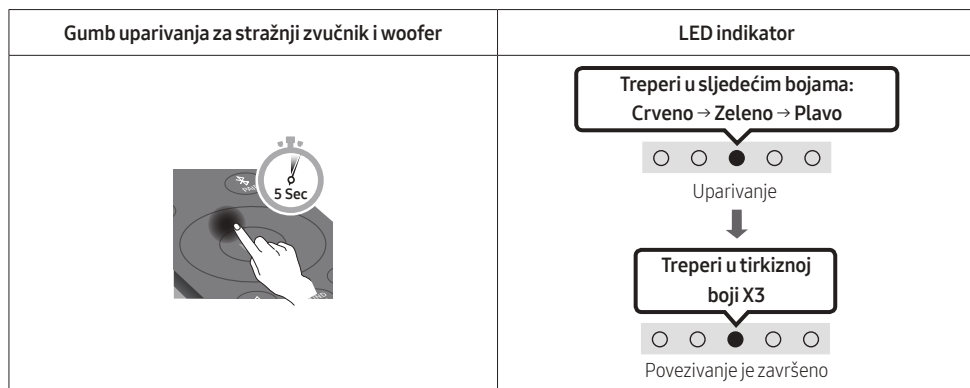 Gumb uparivanja za stražnji zvučnik i woofer
LED indikator
5 Sec
Treperi u sljedećim bojama:
Crveno → Zeleno → Plavo
Uparivanje
Treperi u tirkiznoj
boji X3
Povezivanje je završeno